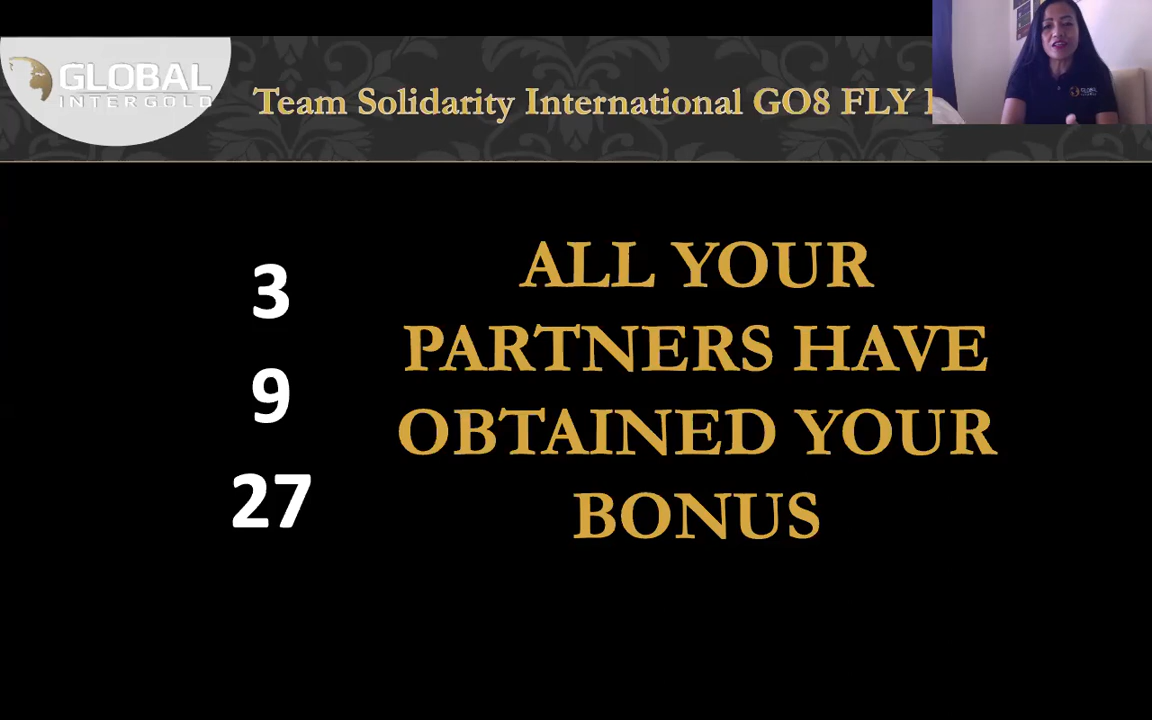 GLOBAL
INTERGOLD
Team Solidarity International GO8 FLY
3
9
27
ALL YOUR
PARTNERS HAVE
OBTAINED YOUR
BONUS